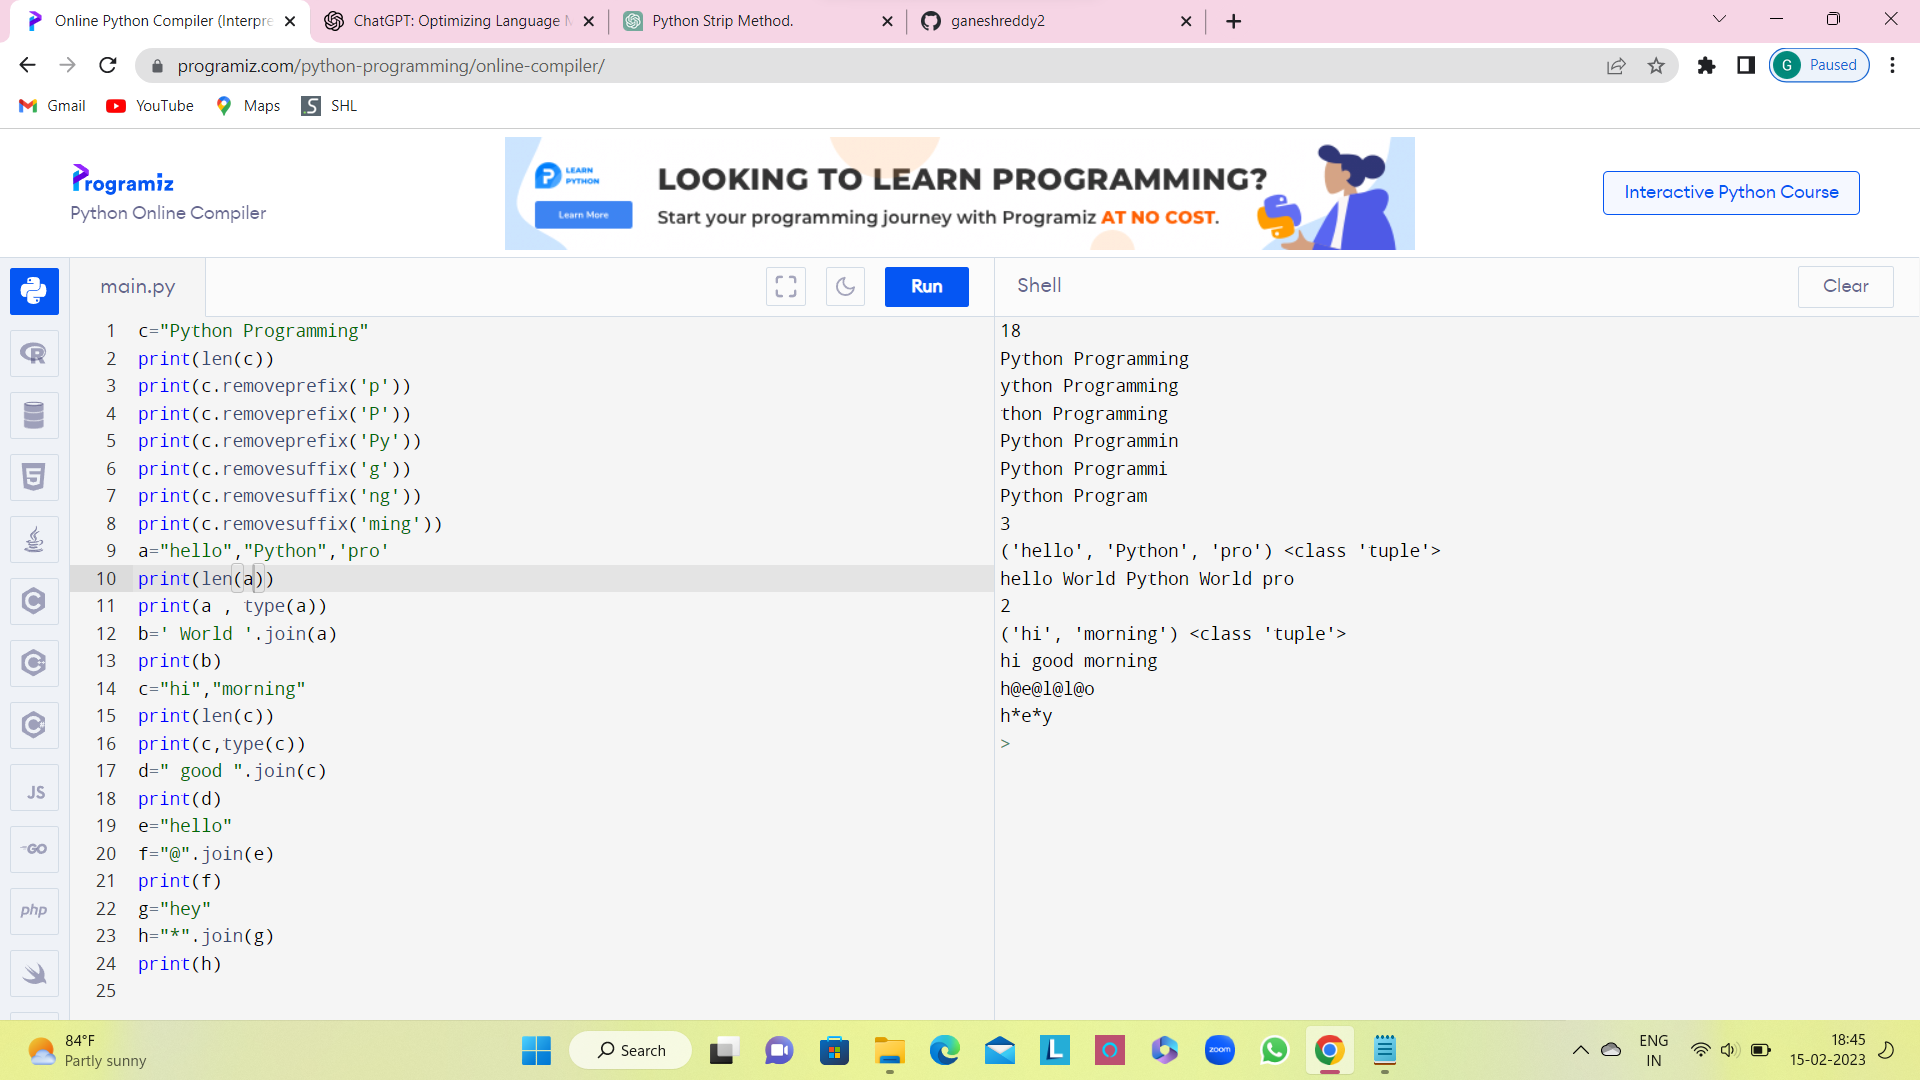 Online Python Compiler (Interpre
ChatGPT: Optimizing Language
Python Strip Method.
ganeshreddy2
programiz.com/python-programming/online-compiler/
G Paused
Gmail
YouTube
Maps
SHL
Programiz
Python Online Compiler
LEARN
PYTHON
Learn More
LOOKING TO LEARN PROGRAMMING?
Start your programming journey with Programiz AT NO COST.
Interactive Python Course
main.py
Run
Shell
Clear
1 c="Python Programming"
2 print(len(c))
3 print(c.removeprefix('p'))
4 print(c.removeprefix('P'))
5 print(c.removeprefix('Py'))
6 print(c.removesuffix('g'))
7 print(c.removesuffix('ng'))
8 print(c.removesuffix('ming'))
9 a="hello","Python",'pro'
10 print(len(a))
11 print(a , type(a))
12 b=' World '.join(a)
13 print(b)
14 c="hi","morning"
15 print(len(c))
16 print(c,type(c))
17 d=" good ".join(c)
18 print(d)
19 e="hello"
20 f="@".join(e)
21 print(f)
22 g="hey"
23 h="*".join(g)
24 print(h)
25
18
Python Programming
ython Programming
thon Programming
Python Programmin
Python Programmi
Python Program
3
('hello', 'Python', 'pro') <class 'tuple'>
hello World Python World pro
2
('hi', 'morning') <class 'tuple'>
hi good morning
h@e@l@l@o
h*e*y
>
R
5
C
C
C
JS
GO
php
84°F
Partly sunny
Search
L
zoom
ENG
IN
18:45
15-02-2023